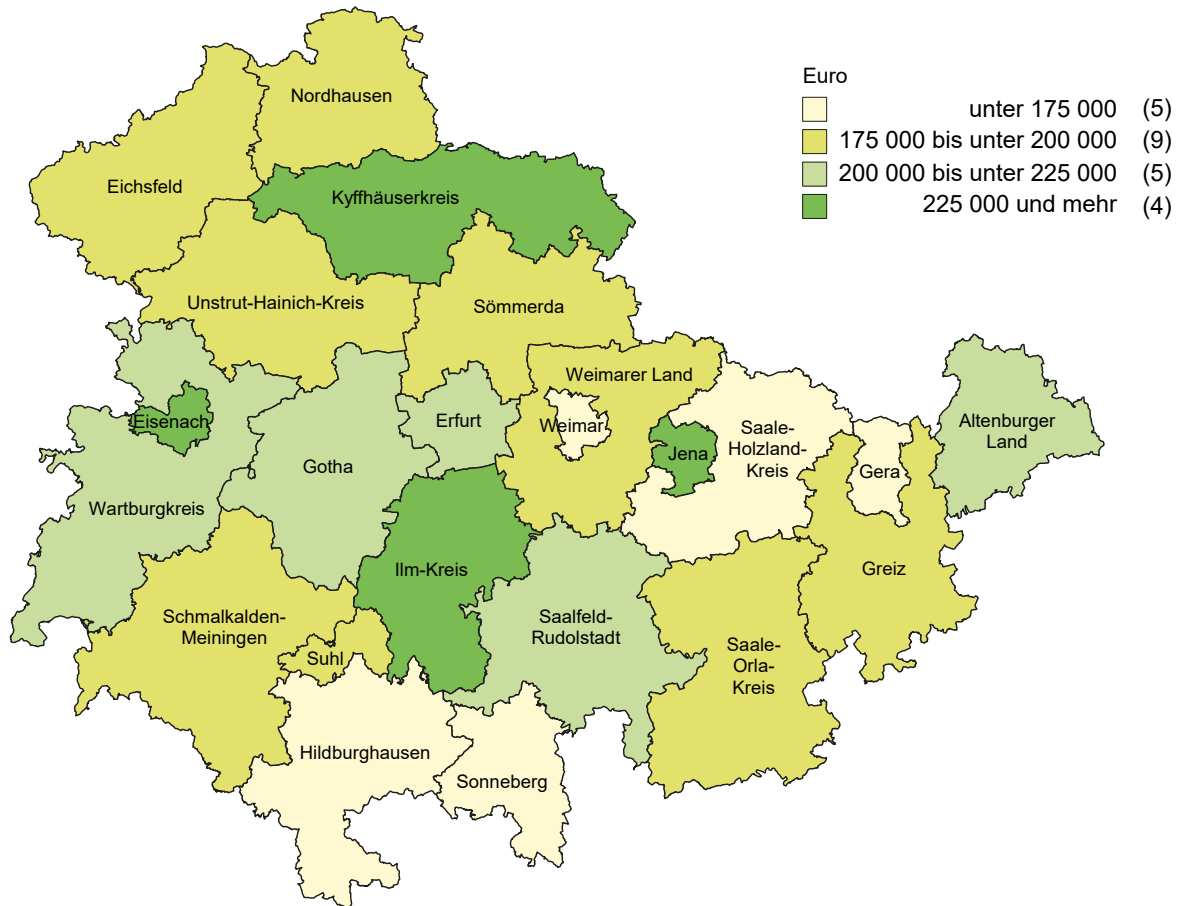 Euro
unter 175 000 (5)
175 000 bis unter 200 000 (9)
200 000 bis unter 225 000 (5)
225 000 und mehr (4)
Nordhausen
Eichsfeld
Kyffhäuserkreis
Unstrut-Hainich-Kreis
Sömmerda
Weimarer Land
Eisenach
Erfurt
Weimar
Saale-
Holzland-
Kreis
Jena
Gera
Altenburger
Land
Gotha
Wartburgkreis
Ilm-Kreis
Greiz
Schmalkalden-
Meiningen
Saalfeld-
Rudolstadt
Suhl
Saale-
Orla-
Kreis
Hildburghausen
Sonneberg